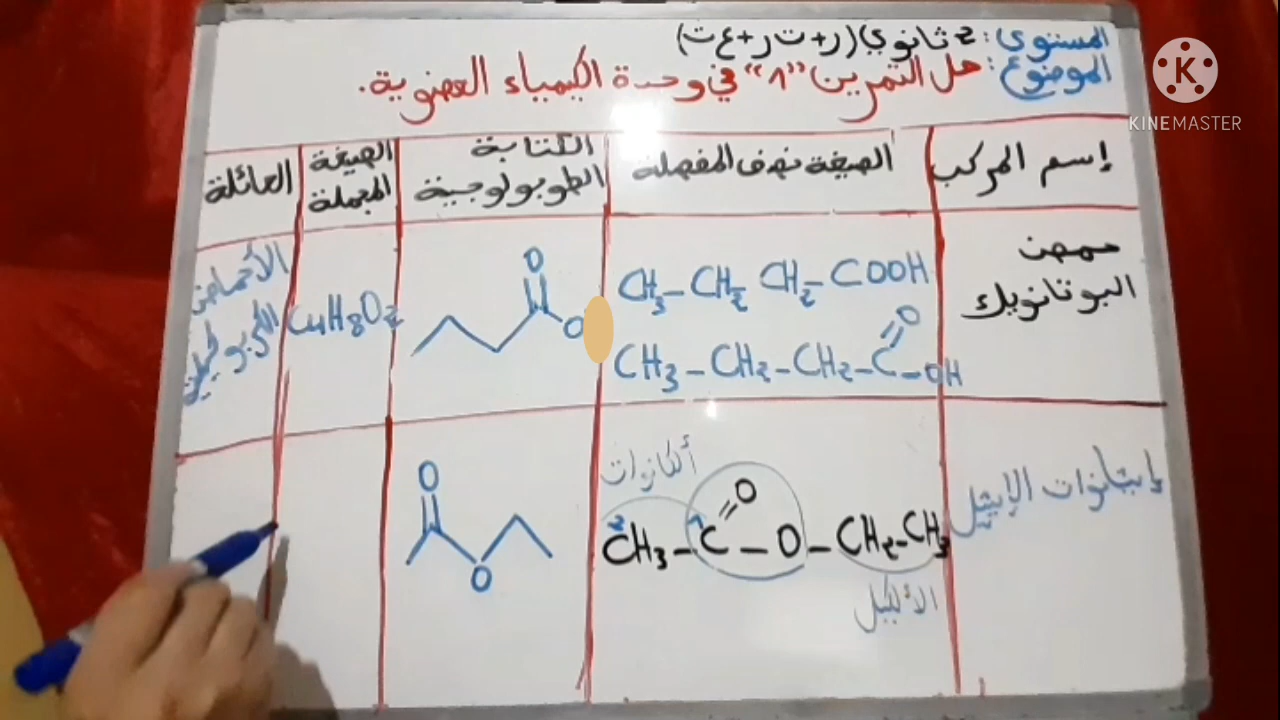 المستوى: 2 ثانوي (ر+ت ر+ع ت)
الموضوع: حل التمرين "8" في وحدة الكيمياء العضوية.
K
KINEMASTER
إسم المركب
الصيغة نصف المفصلة
الكتابة
الطوبولوجية
الصيغة
المجملة
العائلة
حمض
البوتانويك
CH3-CH2 CH2-COOH
O
CH3-CH2-CH2-C-OH
O
O
C4H8O2
الأحماض
الكربوكسيلية
إيثانوات الإيثيل
ألكانوات
2 1 O
CH3-C-O-CH2-CH3
الألكيل
O
O